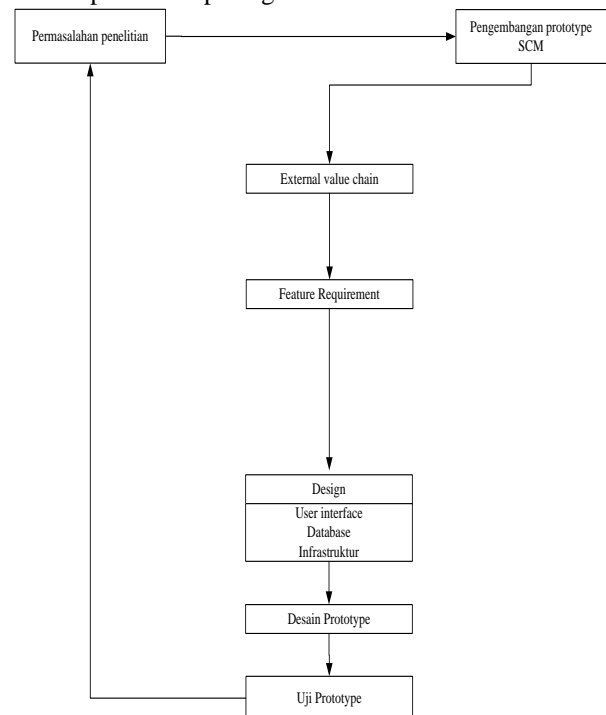 Permasalahan penelitian
Pengembangan prototype
SCM
External value chain
Feature Requirement
Design
User interface
Database
Infrastruktur
Desain Prototype
Uji Prototype